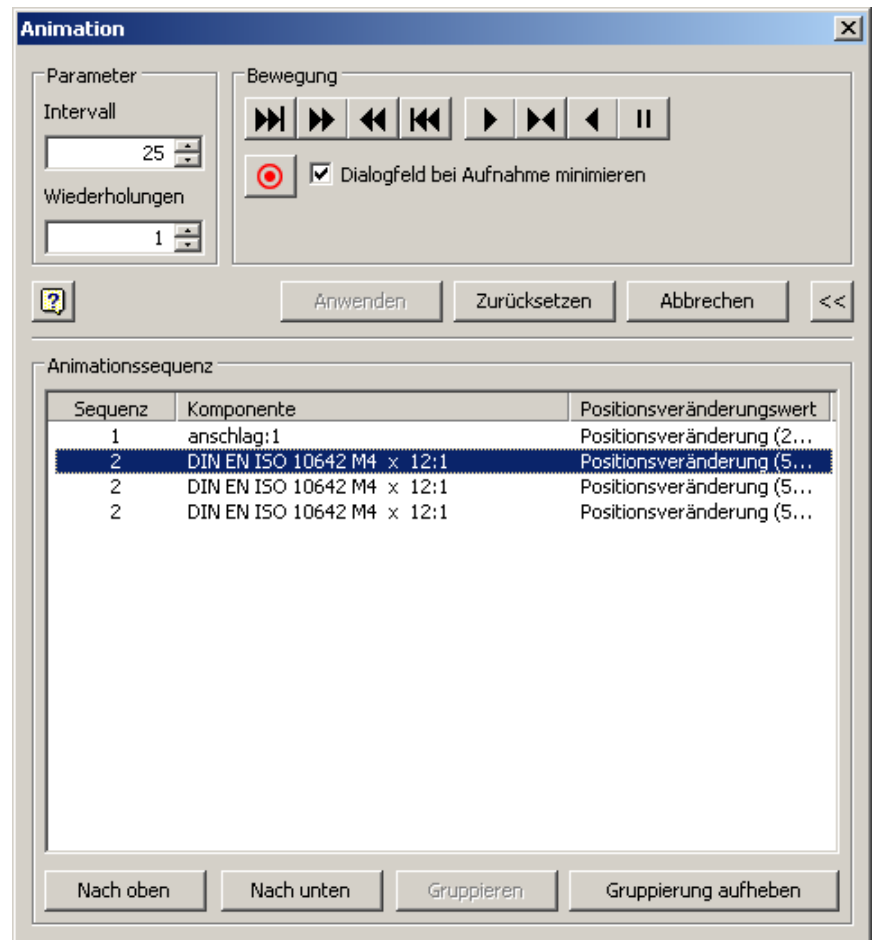 Animation
Parameter
Bewegung
Intervall
25
Dialogfeld bei Aufnahme minimieren
Wiederholungen
1
Anwenden Zurücksetzen Abbrechen <<
Animationssequenz
Sequenz Komponente Positionsveränderungswert
1 anschlag:1 Positionsveränderung (2...
2 DIN EN ISO 10642 M4 x 12:1 Positionsveränderung (5...
2 DIN EN ISO 10642 M4 x 12:1 Positionsveränderung (5...
2 DIN EN ISO 10642 M4 x 12:1 Positionsveränderung (5...
Nach oben Nach unten Gruppieren Gruppierung aufheben